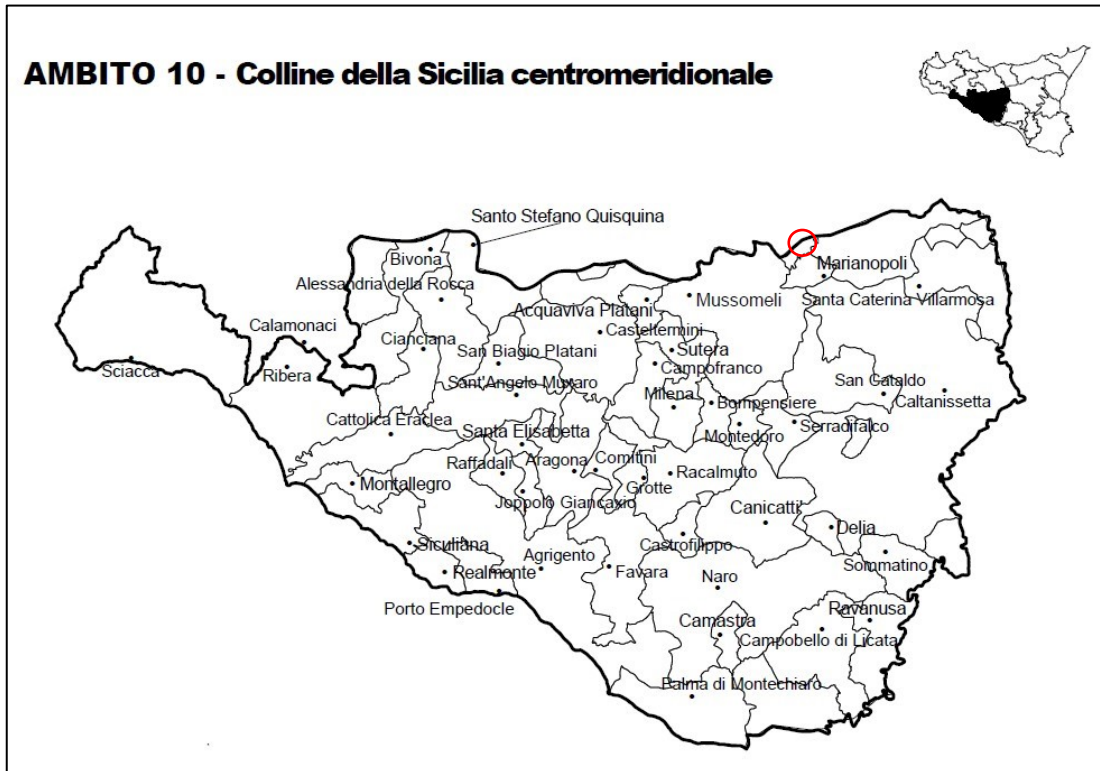 AMBITO 10 - Colline della Sicilia centromeridionale
Santo Stefano Quisquina
Bivona
Marianopoli
Alessandria della Rocca
Mussomeli
Santa Caterina Villarmosa
Acquaviva Platani
Calamonaci
Casteltermini
Cianciana
San Biagio Platani
Sutera
Sciacca
Ribera
Campofranco
Sant'Angelo Muxaro
San Cataldo
Milena
Bompensiere
Caltanissetta
Cattolica Eraclea
Santa Elisabetta
Montedoro
Serradifalco
Raffadali
Aragona
Comitini
Racalmuto
Montallegro
Grotte
Joppolo Giancaxio
Canicatti
Delia
Siculiana
Castrofilippo
Agrigento
Sommatino
Realmonte
Favara
Naro
Porto Empedocle
Ravanusa
Camastra
Campobello di Licata
Palma di Montechiaro